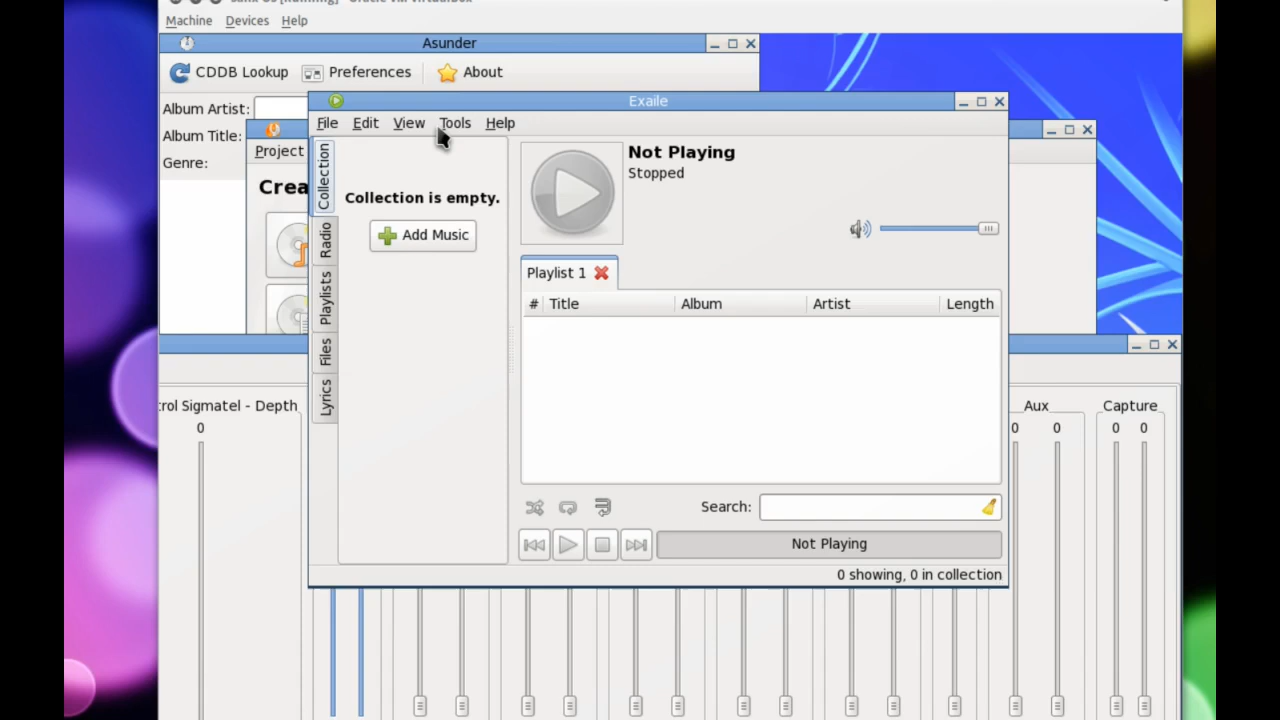 Machine Devices Help
Asunder
CDDB Lookup Preferences About
Album Artist:
Album Title:
Genre:
Project
Crea
Exaile
File Edit View Tools Help
Collection
Radio
Playlists
Files
Lyrics
Collection is empty.
Add Music
Not Playing
Stopped
Playlist 1
# Title Album Artist Length
Search:
Not Playing
0 showing, 0 in collection
trol Sigmatel - Depth
0
Aux
0 0
Capture
0 0